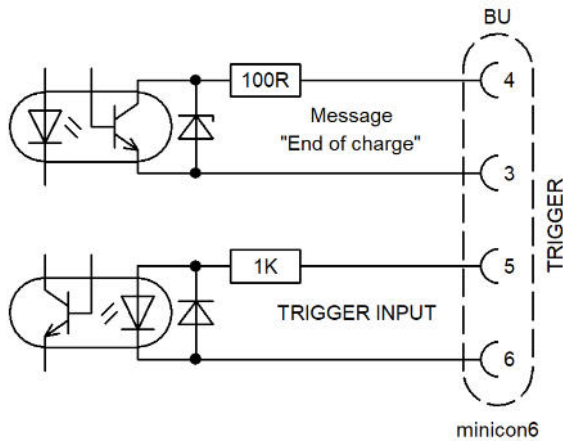 BU
100R
4
Message
"End of charge"
3
TRIGGER
1K
5
TRIGGER INPUT
6
minicon6